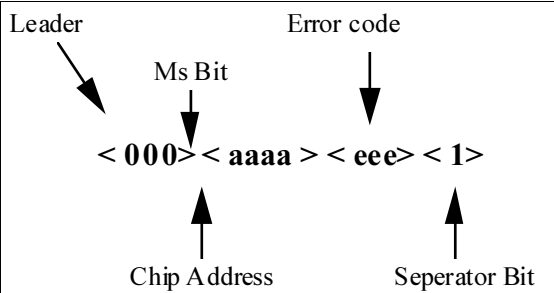 Leader Error code
Ms Bit
< 000> < aaaa > < eee> < 1>
Chip Address Seperator Bit